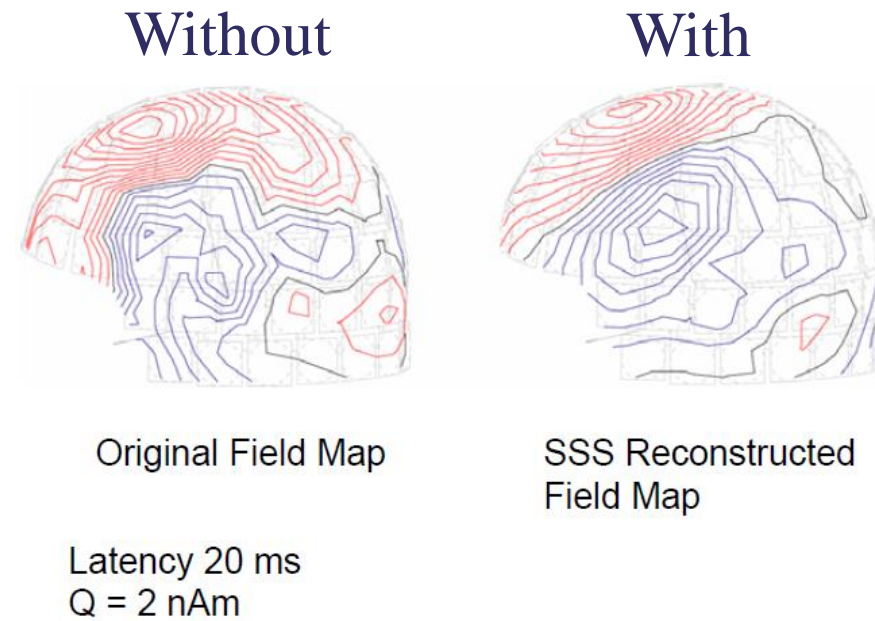 Without
With
Original Field Map
SSS Reconstructed
Field Map
Latency 20 ms
Q = 2 nAm